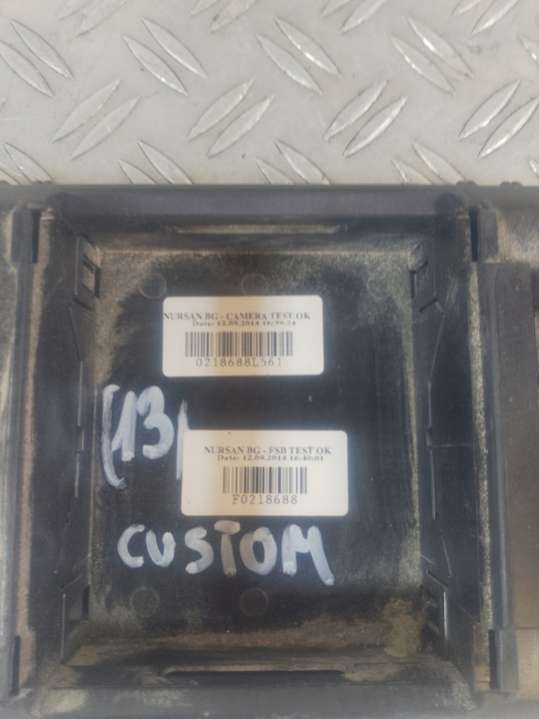 NURSAN BG - CAMERA TEST OK
Date: 12.09.2014 16:39:24
0218688L561
(13)
NURSAN BG - FSB TEST OK
Date: 12.09.2014 16:40:01
F0218688
CUSTOM